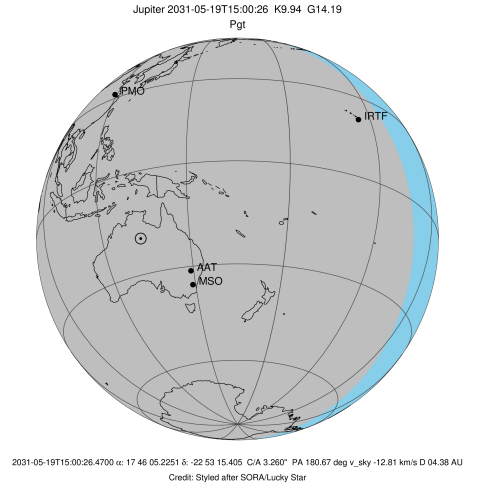 Jupiter 2031-05-19T15:00:26 K9.94 G14.19
Pgt
PMO
IRTF
AAT
MSO
2031-05-19T15:00:26.4700 α: 17 46 05.2251 δ: -22 53 15.405 C/A 3.260" PA 180.67 deg v_sky -12.81 km/s D 04.38 AU
Credit: Styled after SORA/Lucky Star